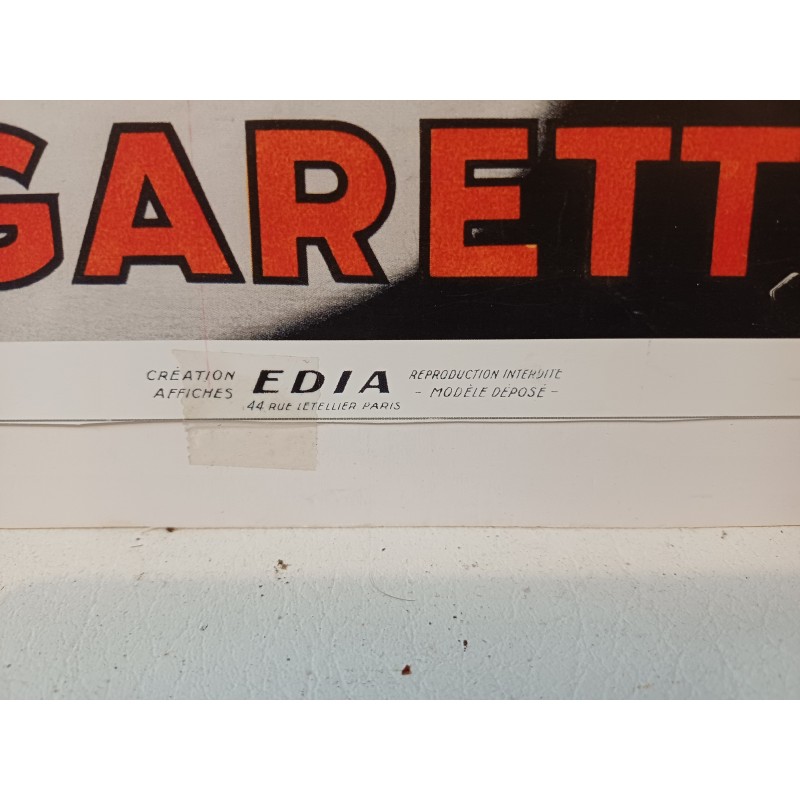 GARETT
CRÉATION AFFICHES EDIA REPRODUCTION INTERDITE - MODÈLE DÉPOSÉ -
44 RUE LETELLIER PARIS